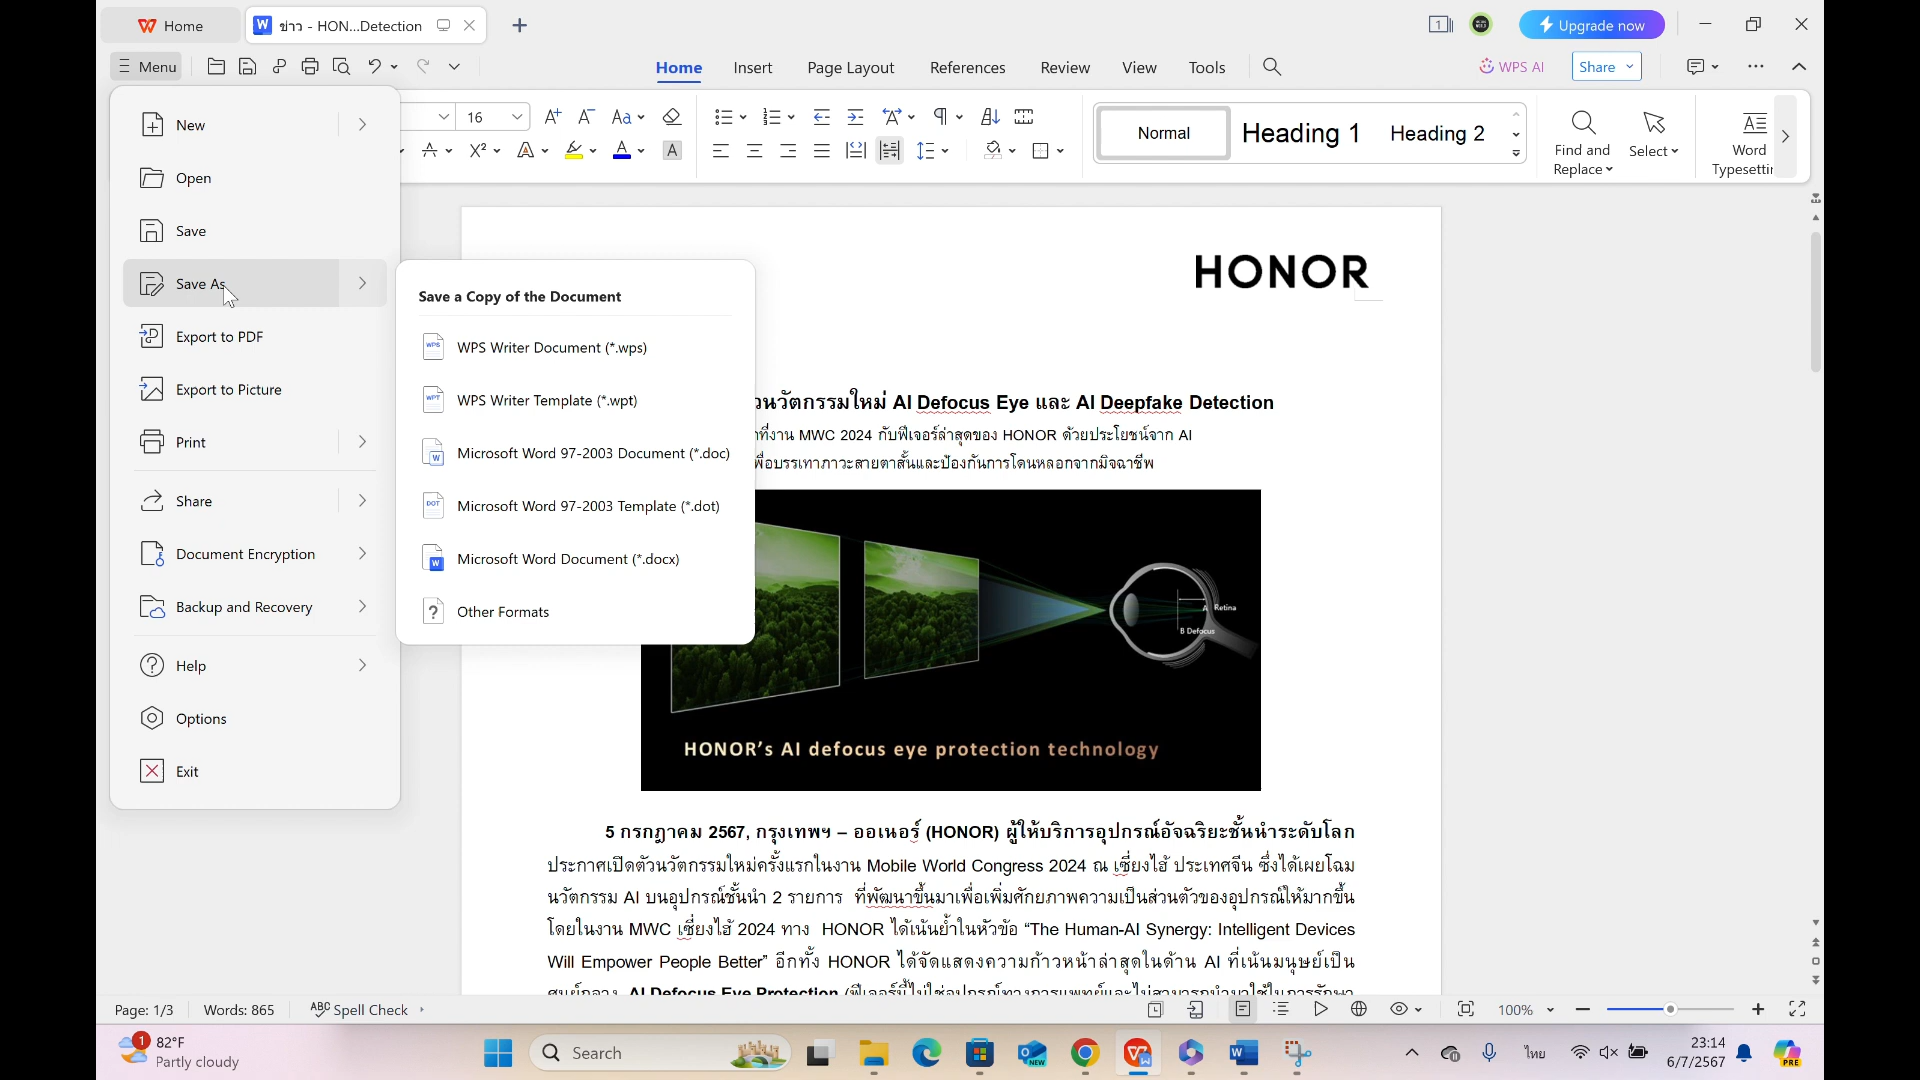 Home
ข่าว - HON...Detection
Upgrade now
Menu
Home
Insert
Page Layout
References
Review
View
Tools
WPS AI
Share
New
Open
Save
Save As
Export to PDF
Export to Picture
Print
Share
Document Encryption
Backup and Recovery
Help
Options
Exit
16
Normal
Heading 1
Heading 2
Find and
Replace
Select
Word
Save a Copy of the Document
WPS Writer Document (*.wps)
WPS Writer Template (*.wpt)
Microsoft Word 97-2003 Document (*.doc)
Microsoft Word 97-2003 Template (*.dot)
Microsoft Word Document (*.docx)
Other Formats
HONOR
AI Defocus Eye และ AI Deepfake Detection
ที่งาน MWC 2024 กับฟีเจอร์ล่าสุดของ HONOR ด้วยประโยชน์จาก AI
พื่อบรรเทาภาวะสายตาสั้นและป้องกันการโดนหลอกจากมิจฉาชีพ
A Retina
B Defocus
HONOR's AI defocus eye protection technology
5 กรกฎาคม 2567, กรุงเทพฯ – ออเนอร์ (HONOR) ผู้ให้บริการอุปกรณ์อัจฉริยะชั้นนำระดับโลก
ประกาศเปิดตัวนวัตกรรมใหม่ครั้งแรกในงาน Mobile World Congress 2024 ณ เซี่ยงไฮ้ ประเทศจีน ซึ่งได้เผยโฉม
นวัตกรรม AI บนอุปกรณ์ชั้นนำ 2 รายการ ที่พัฒนาขึ้นมาเพื่อเพิ่มศักยภาพความเป็นส่วนตัวของอุปกรณ์ให้มากขึ้น
โดยในงาน MWC เซี่ยงไฮ้ 2024 ทาง HONOR ได้เน้นย้ำในหัวข้อ “The Human-AI Synergy: Intelligent Devices
Will Empower People Better” อีกทั้ง HONOR ได้จัดแสดงความก้าวหน้าล่าสุดในด้าน AI ที่เน้นมนุษย์เป็น
AI Defocus Eye Protection
Page: 1/3
Words: 865
Spell Check
100%
82°F
Partly cloudy
Search
ไทย
23:14
6/7/2567